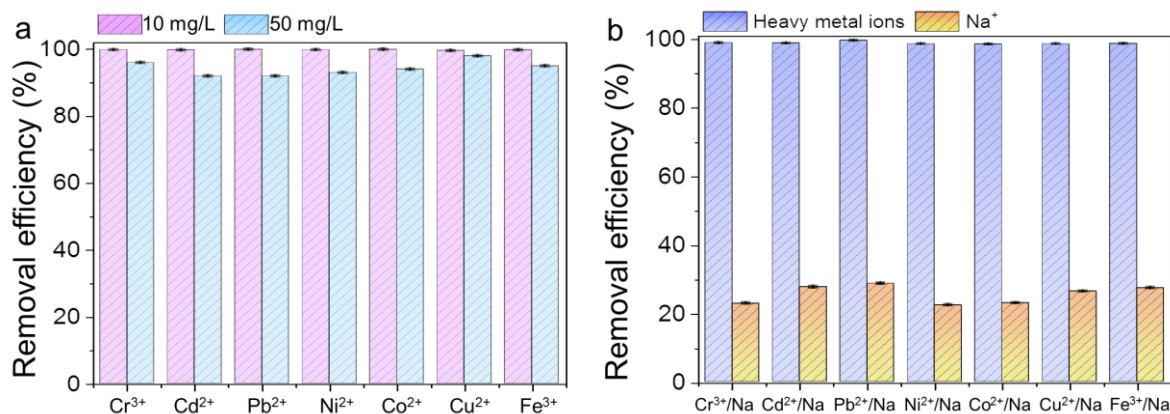 a
10 mg/L 50 mg/L
Removal efficiency (%)
100
80
60
40
20
0
Cr³⁺ Cd²⁺ Pb²⁺ Ni²⁺ Co²⁺ Cu²⁺ Fe³⁺
b
Heavy metal ions Na⁺
Removal efficiency (%)
100
80
60
40
20
0
Cr³⁺/Na Cd²⁺/Na Pb²⁺/Na Ni²⁺/Na Co²⁺/Na Cu²⁺/Na Fe³⁺/Na